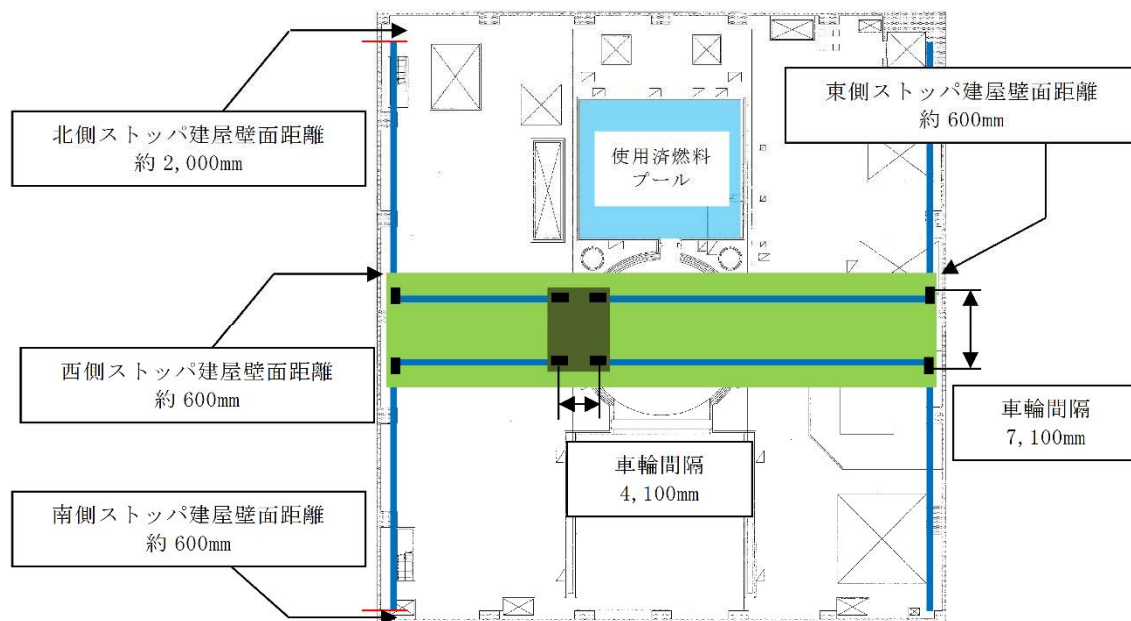 北側ストッパ建屋壁面距離
約 2,000mm
使用済燃料
プール
東側ストッパ建屋壁面距離
約 600mm
西側ストッパ建屋壁面距離
約 600mm
車輪間隔
7,100mm
車輪間隔
4,100mm
南側ストッパ建屋壁面距離
約 600mm